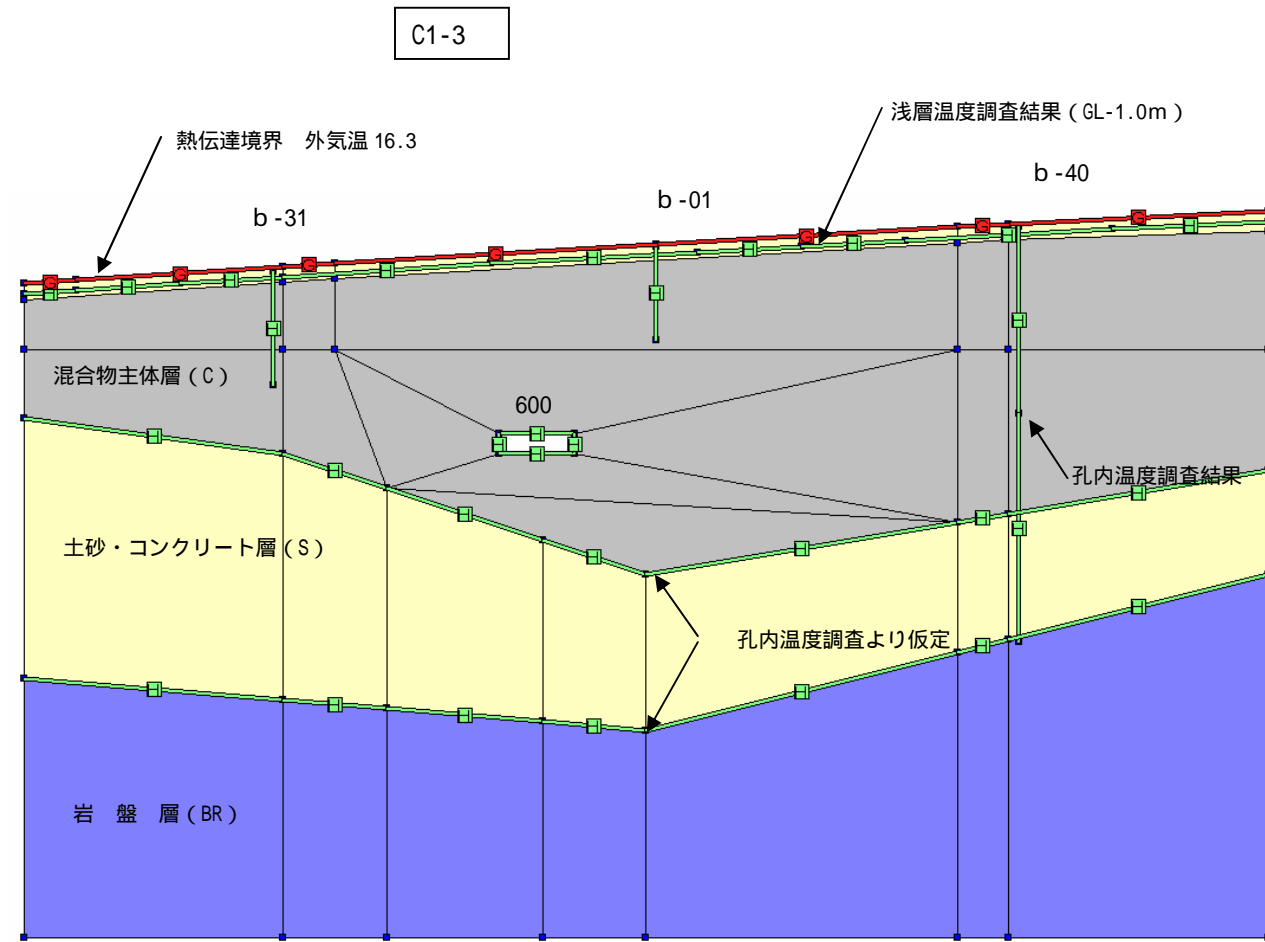 C1-3
浅層温度調査結果(GL-1.0m)
熱伝達境界 外気温 16.3
b-40
b-01
b-31
G G G G G G G
H H H H H H H H
H H H
混合物主体層(C)
600
H H H H
孔内温度調査結果
H H H H H H H H
土砂・コンクリート層(S)
孔内温度調査より仮定
H H H H H H H
岩 盤 層(BR)